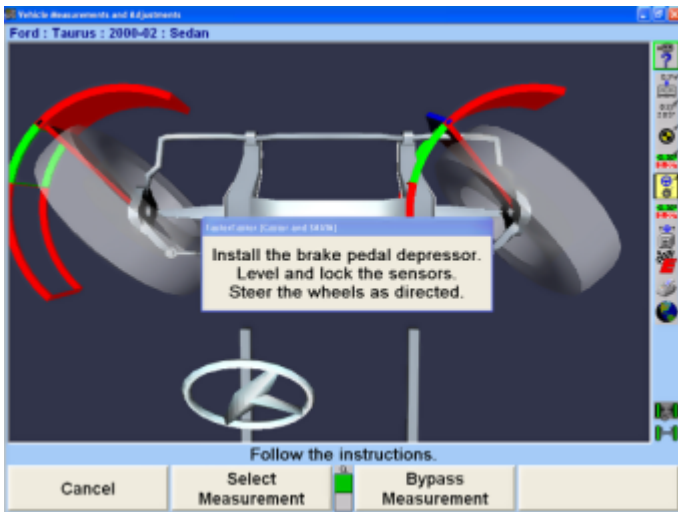 Vehicle Measurements and Adjustments
Ford : Taurus : 2000-02 : Sedan
Install the brake pedal depressor.
Level and lock the sensors.
Steer the wheels as directed.
Follow the instructions.
Cancel
Select
Measurement
Bypass
Measurement